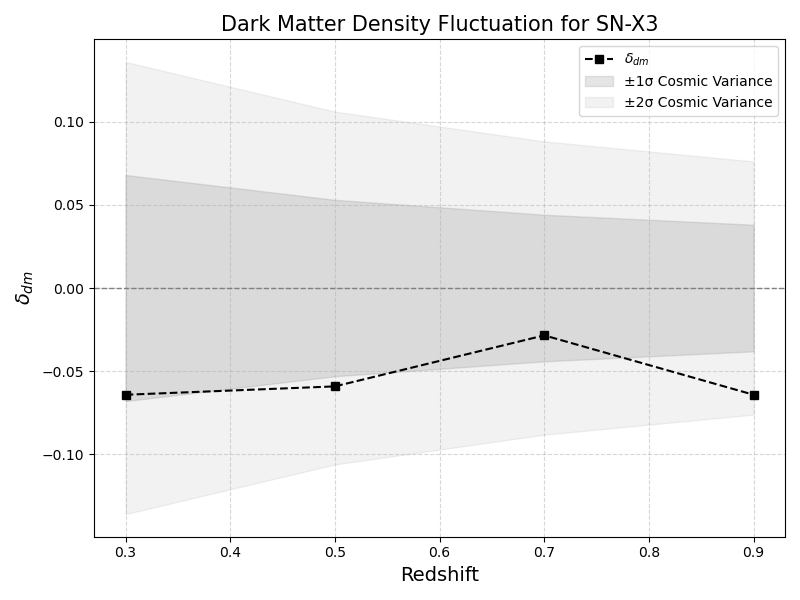 Dark Matter Density Fluctuation for SN-X3
δdm
±1σ Cosmic Variance
±2σ Cosmic Variance
0.10
0.05
0.00
−0.05
−0.10
δdm
0.3 0.4 0.5 0.6 0.7 0.8 0.9
Redshift